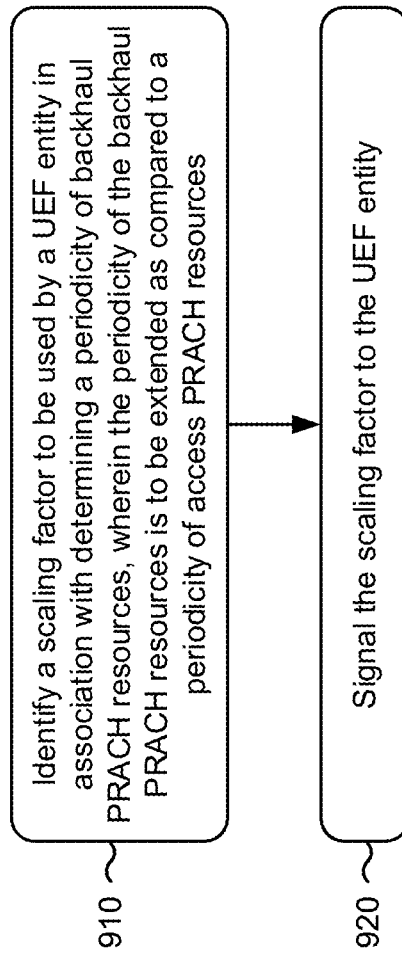 Identify a scaling factor to be used by a UEF entity in
association with determining a periodicity of backhaul
PRACH resources, wherein the periodicity of the backhaul
PRACH resources is to be extended as compared to a
periodicity of access PRACH resources
910
Signal the scaling factor to the UEF entity
920